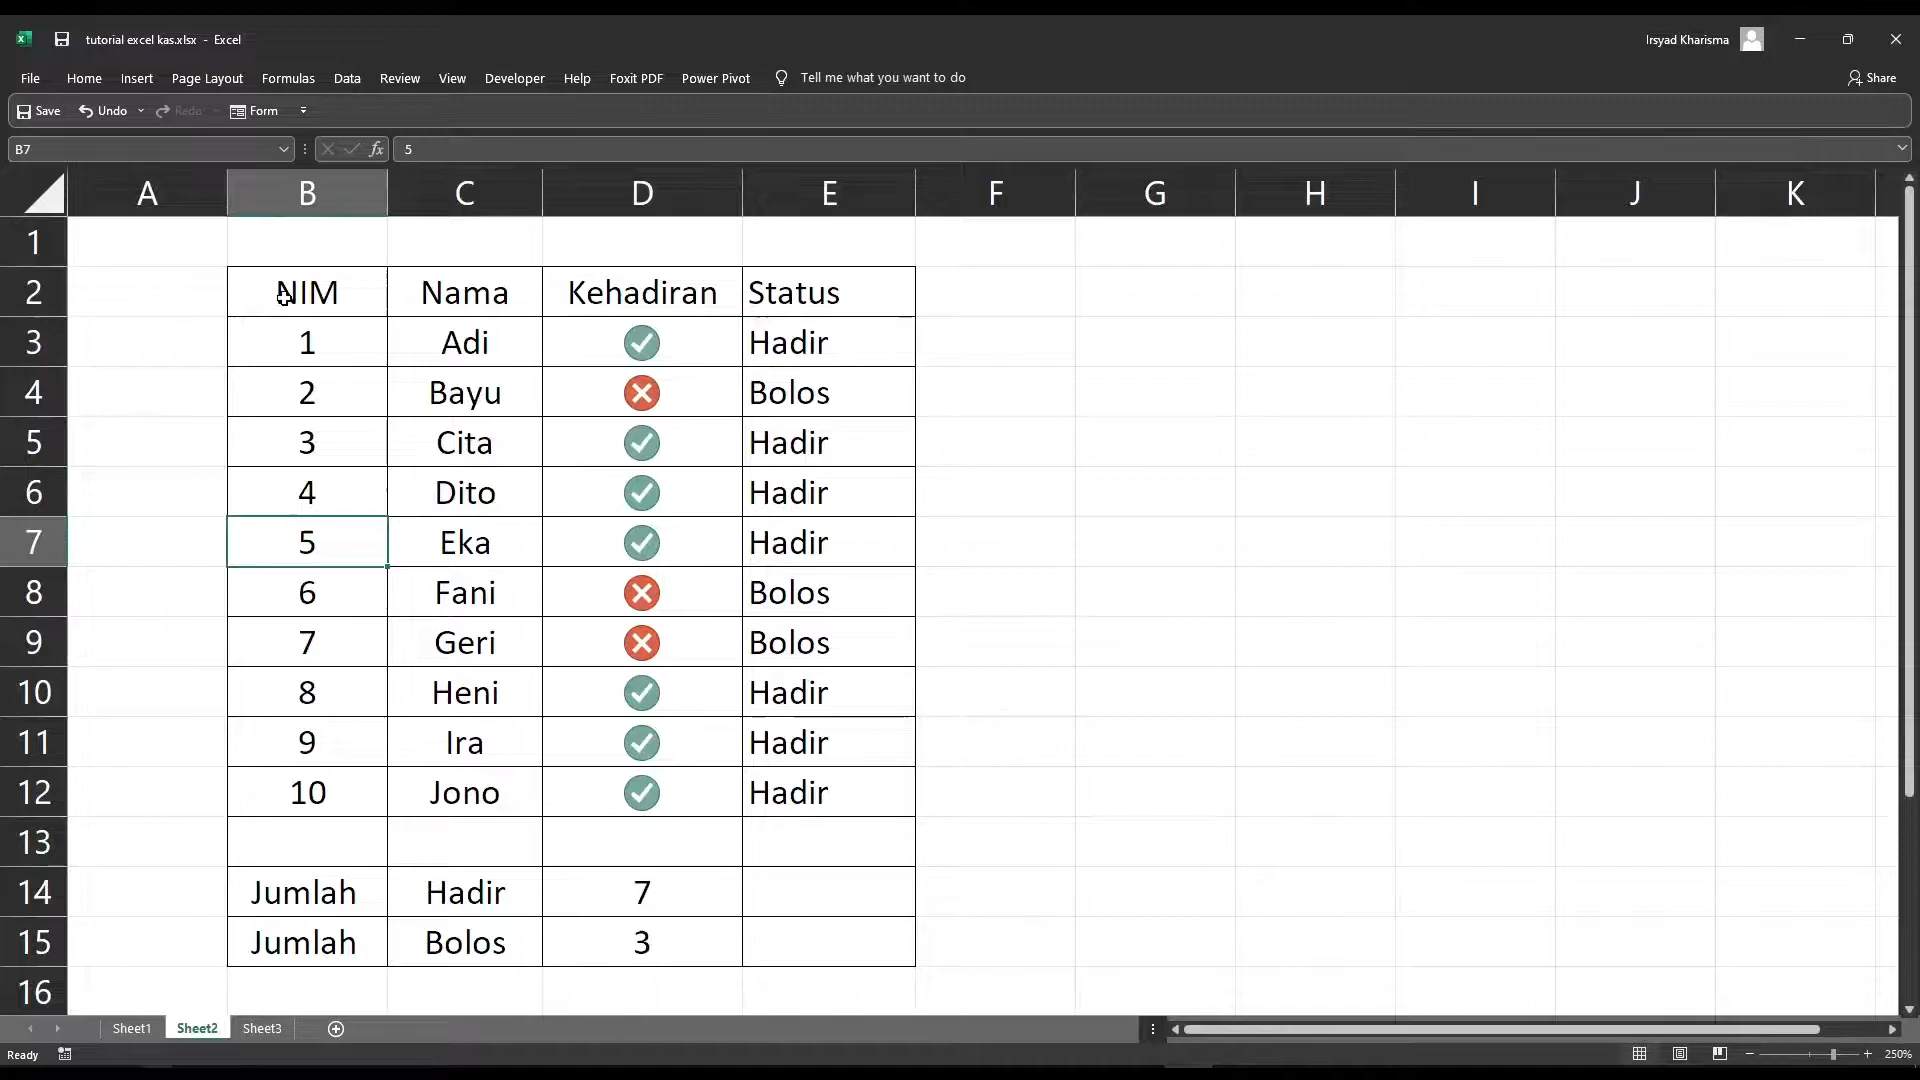 tutorial excel kas.xlsx - Excel
Irsyad Kharisma
File Home Insert Page Layout Formulas Data Review View Developer Help Foxit PDF Power Pivot Tell me what you want to do Share
Save Undo Redo Form
B7 fx 5
A B C D E F G H I J K
1
2 NIM Nama Kehadiran Status
3 1 Adi Hadir
4 2 Bayu Bolos
5 3 Cita Hadir
6 4 Dito Hadir
7 5 Eka Hadir
8 6 Fani Bolos
9 7 Geri Bolos
10 8 Heni Hadir
11 9 Ira Hadir
12 10 Jono Hadir
13
14 Jumlah Hadir 7
15 Jumlah Bolos 3
16
Sheet1 Sheet2 Sheet3
Ready 250%